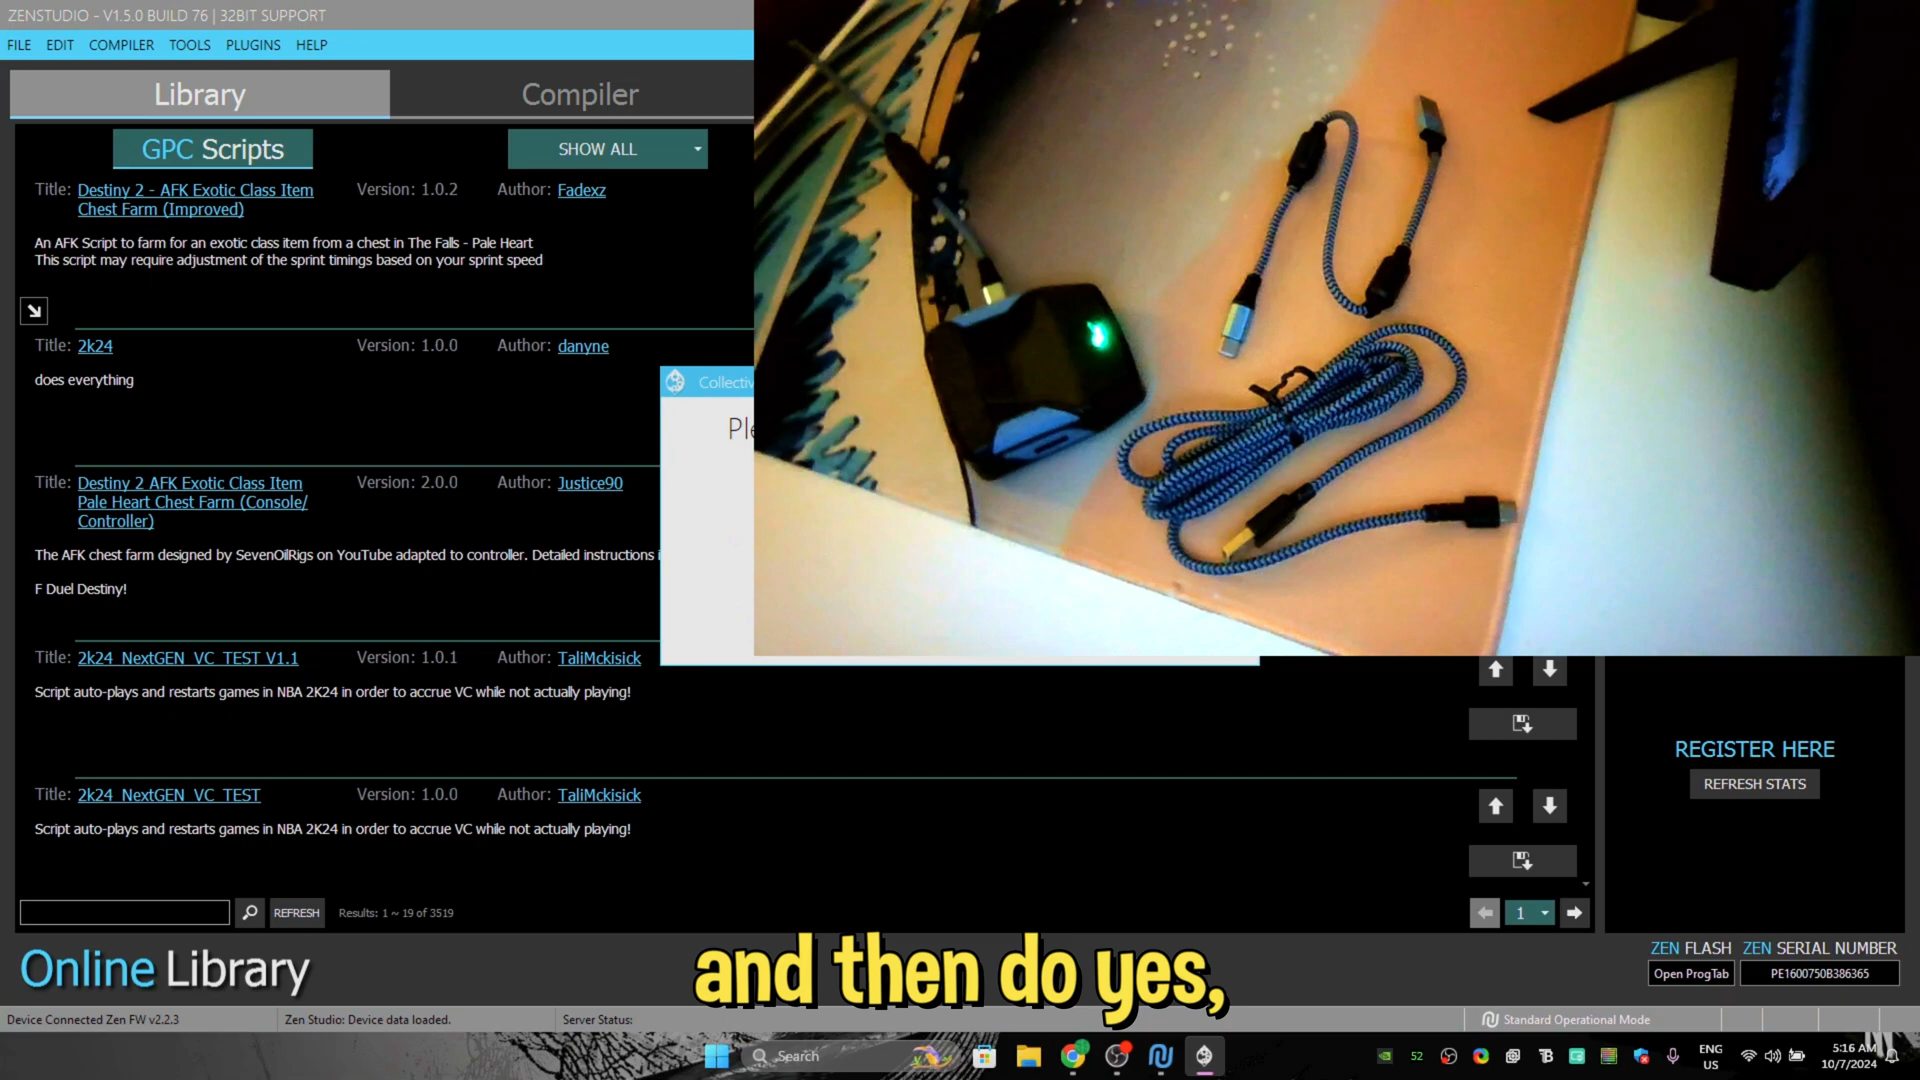 ZENSTUDIO - V1.5.0 BUILD 76 | 32BIT SUPPORT
FILE EDIT COMPILER TOOLS PLUGINS HELP
Library Compiler
GPC Scripts SHOW ALL
Title: Destiny 2 - AFK Exotic Class Item Version: 1.0.2 Author: Fadexz
Chest Farm (Improved)
An AFK Script to farm for an exotic class item from a chest in The Falls - Pale Heart
This script may require adjustment of the sprint timings based on your sprint speed
Title: 2k24 Version: 1.0.0 Author: danyne
does everything
Collectiv
Ple
Title: Destiny 2 AFK Exotic Class Item Version: 2.0.0 Author: Justice90
Pale Heart Chest Farm (Console/
Controller)
The AFK chest farm designed by SevenOilRigs on YouTube adapted to controller. Detailed instructions i
F Duel Destiny!
Title: 2k24 NextGEN VC TEST V1.1 Version: 1.0.1 Author: TaliMckisick
Script auto-plays and restarts games in NBA 2K24 in order to accrue VC while not actually playing!
REGISTER HERE
REFRESH STATS
Title: 2k24 NextGEN VC TEST Version: 1.0.0 Author: TaliMckisick
Script auto-plays and restarts games in NBA 2K24 in order to accrue VC while not actually playing!
REFRESH Results: 1 ~ 19 of 3519 1
Online Library
ZEN FLASH ZEN SERIAL NUMBER
Open ProgTab PE1600750B386365
and then do yes,
Device Connected Zen FW v2.2.3 Zen Studio: Device data loaded. Server Status: Standard Operational Mode
Search 52 ENG
US
5:16 AM
10/7/2024